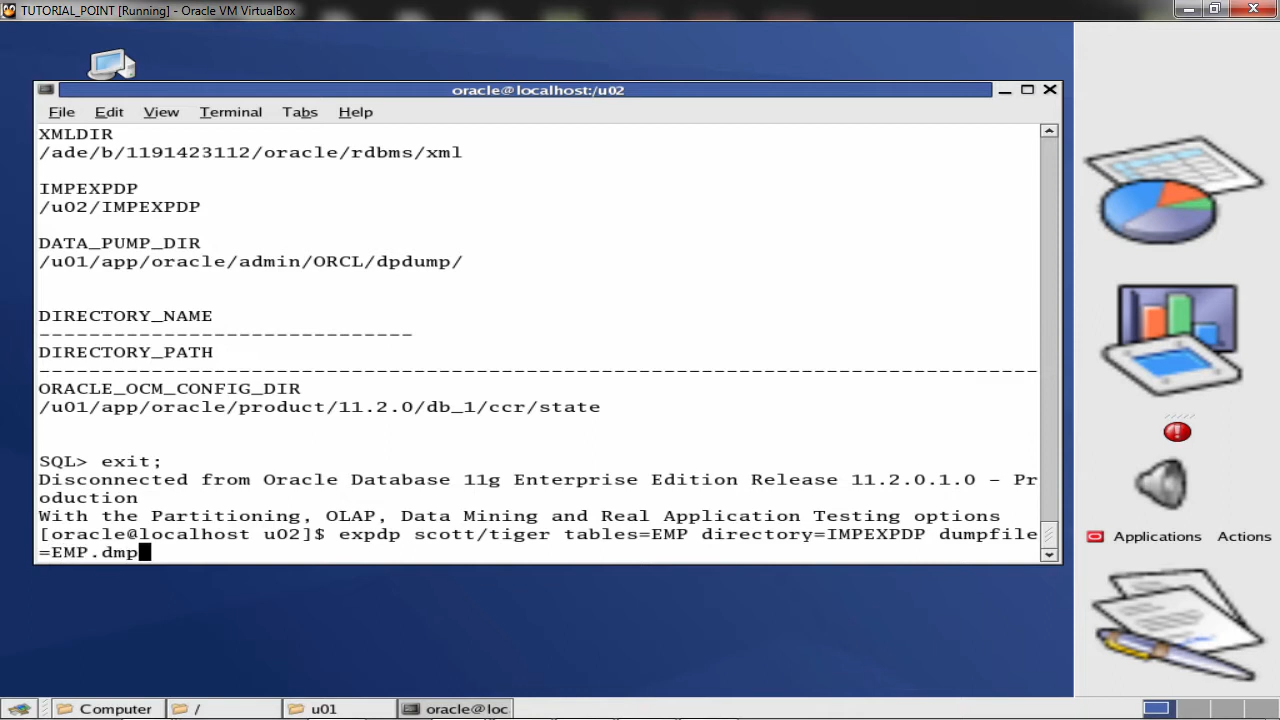 TUTORIAL_POINT [Running] - Oracle VM VirtualBox
oracle@localhost:/u02
File Edit View Terminal Tabs Help
XMLDIR
/ade/b/1191423112/oracle/rdbms/xml
IMPEXPDP
/u02/IMPEXPDP
DATA_PUMP_DIR
/u01/app/oracle/admin/ORCL/dpdump/
DIRECTORY_NAME
------------------------------
DIRECTORY_PATH
--------------------------------------------------------------------------------
ORACLE_OCM_CONFIG_DIR
/u01/app/oracle/product/11.2.0/db_1/ccr/state
SQL> exit;
Disconnected from Oracle Database 11g Enterprise Edition Release 11.2.0.1.0 - Pr
oduction
With the Partitioning, OLAP, Data Mining and Real Application Testing options
[oracle@localhost u02]$ expdp scott/tiger tables=EMP directory=IMPEXPDP dumpfile
=EMP.dmp
Applications Actions
Computer / u01 oracle@loc